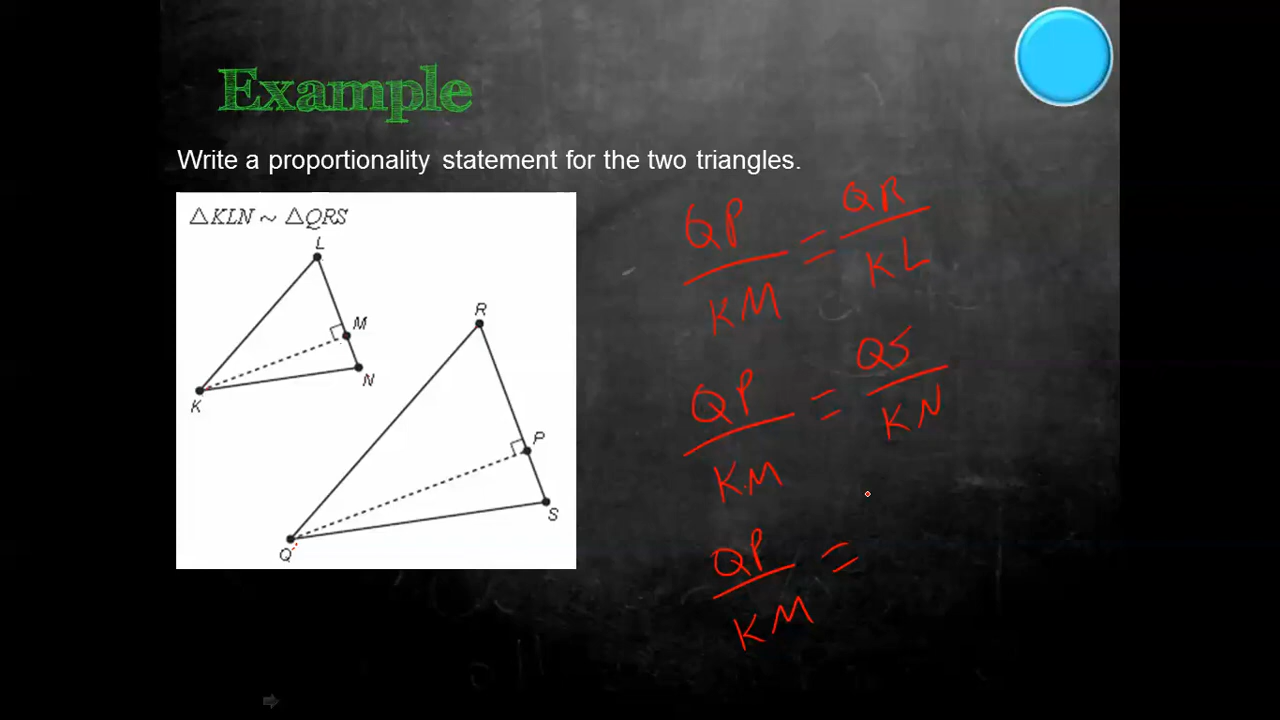 Example
Write a proportionality statement for the two triangles.
△KLN ~ △QRS
L
M
N
K
R
P
S
Q
QP/KM = QR/KL
QP/KM = QS/KN
QP/KM =